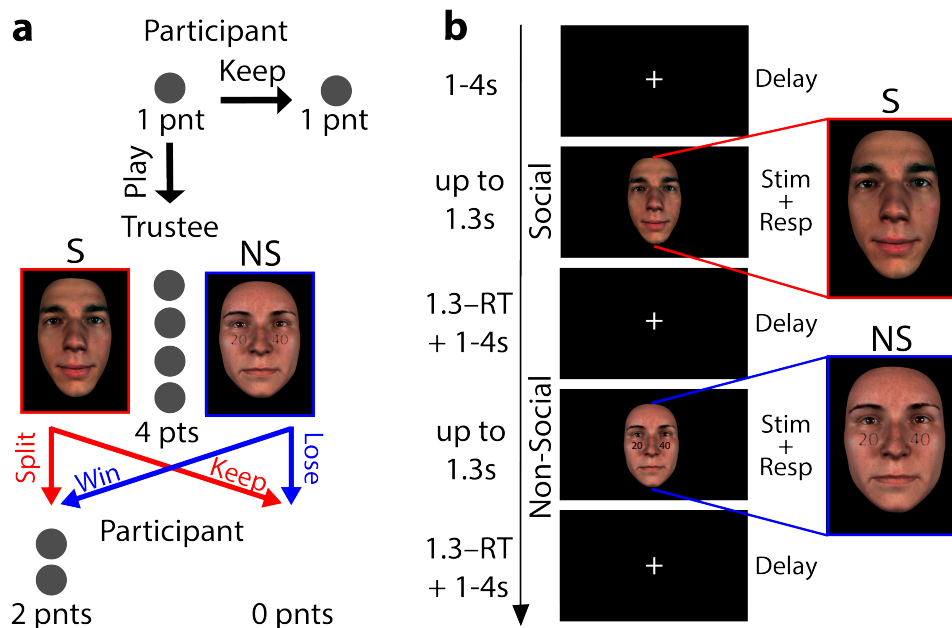 a
Participant
Keep
1 pnt
1 pnt
Play
Trustee
S
NS
20 40
4 pts
Split
Win
Keep
Lose
Participant
2 pnts
0 pnts
b
1-4s
+
Delay
Social
up to
1.3s
Stim
+
Resp
S
1.3–RT
+ 1-4s
+
Delay
Non-Social
up to
1.3s
20 40
Stim
+
Resp
NS
20 40
1.3–RT
+ 1-4s
+
Delay